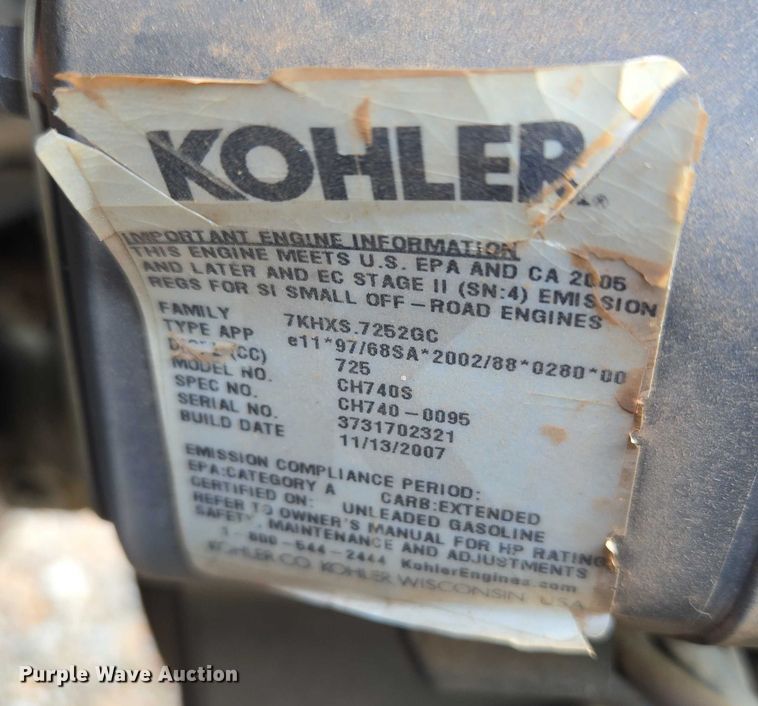 KOHLER®
IMPORTANT ENGINE INFORMATION
THIS ENGINE MEETS U.S. EPA AND CA 2005
AND LATER AND EC STAGE II (SN:4) EMISSION
REGS FOR SI SMALL OFF-ROAD ENGINES
FAMILY 7KHXS.7252GC
TYPE APP e11*97/68SA*2002/88*0280*00
(CC) 725
MODEL NO. CH740S
SPEC NO. CH740-0095
SERIAL NO. 3731702321
BUILD DATE 11/13/2007
EMISSION COMPLIANCE PERIOD:
EPA:CATEGORY A CARB:EXTENDED
CERTIFIED ON: UNLEADED GASOLINE
REFER TO OWNER'S MANUAL FOR HP RATING
SAFETY, MAINTENANCE AND ADJUSTMENTS
1-800-544-2444 KohlerEngines.com
KOHLER CO. KOHLER, WISCONSIN USA
Purple Wave Auction